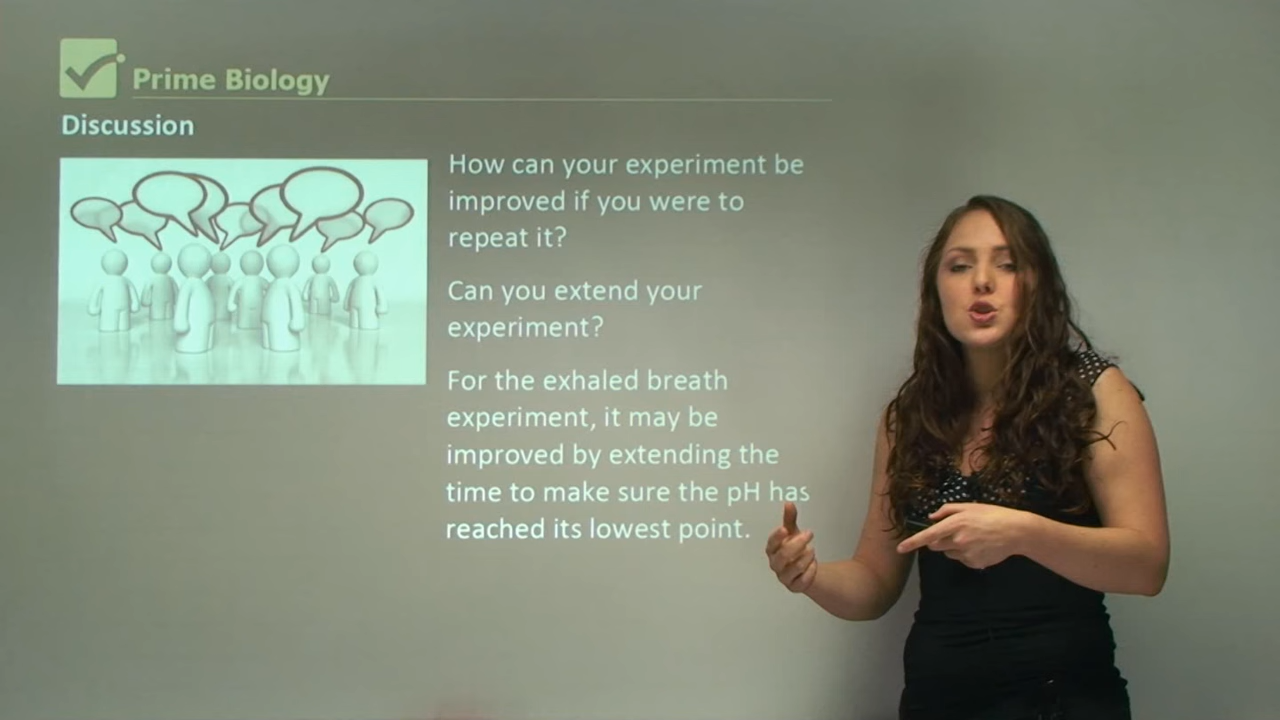 Prime Biology
Discussion
How can your experiment be
improved if you were to
repeat it?
Can you extend your
experiment?
For the exhaled breath
experiment, it may be
improved by extending the
time to make sure the pH has
reached its lowest point.